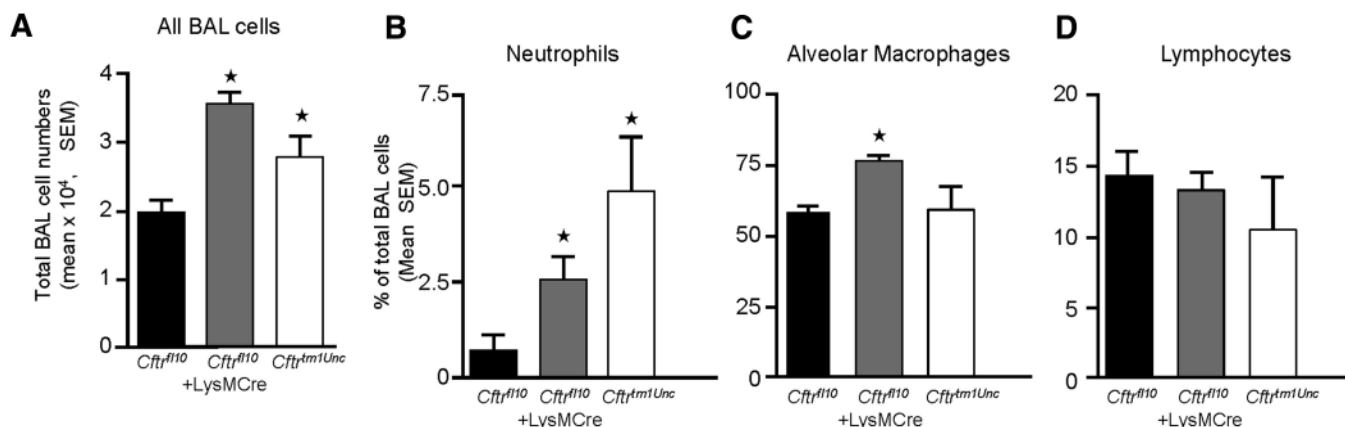 A
All BAL cells
Total BAL cell numbers
(mean x 10⁴, SEM)
4
3
2
1
0
★
★
Cftrᶠˡ¹⁰
Cftrᶠˡ¹⁰
Cftrᵗᵐ¹ᵁⁿᶜ
+LysMCre
B
Neutrophils
% of total BAL cells
(Mean SEM)
7.5
5.0
2.5
0
★
★
Cftrᶠˡ¹⁰
Cftrᶠˡ¹⁰
Cftrᵗᵐ¹ᵁⁿᶜ
+LysMCre
C
Alveolar Macrophages
100
75
50
25
0
★
Cftrᶠˡ¹⁰
Cftrᶠˡ¹⁰
Cftrᵗᵐ¹ᵁⁿᶜ
+LysMCre
D
Lymphocytes
20
15
10
5
0
Cftrᶠˡ¹⁰
Cftrᶠˡ¹⁰
Cftrᵗᵐ¹ᵁⁿᶜ
+LysMCre